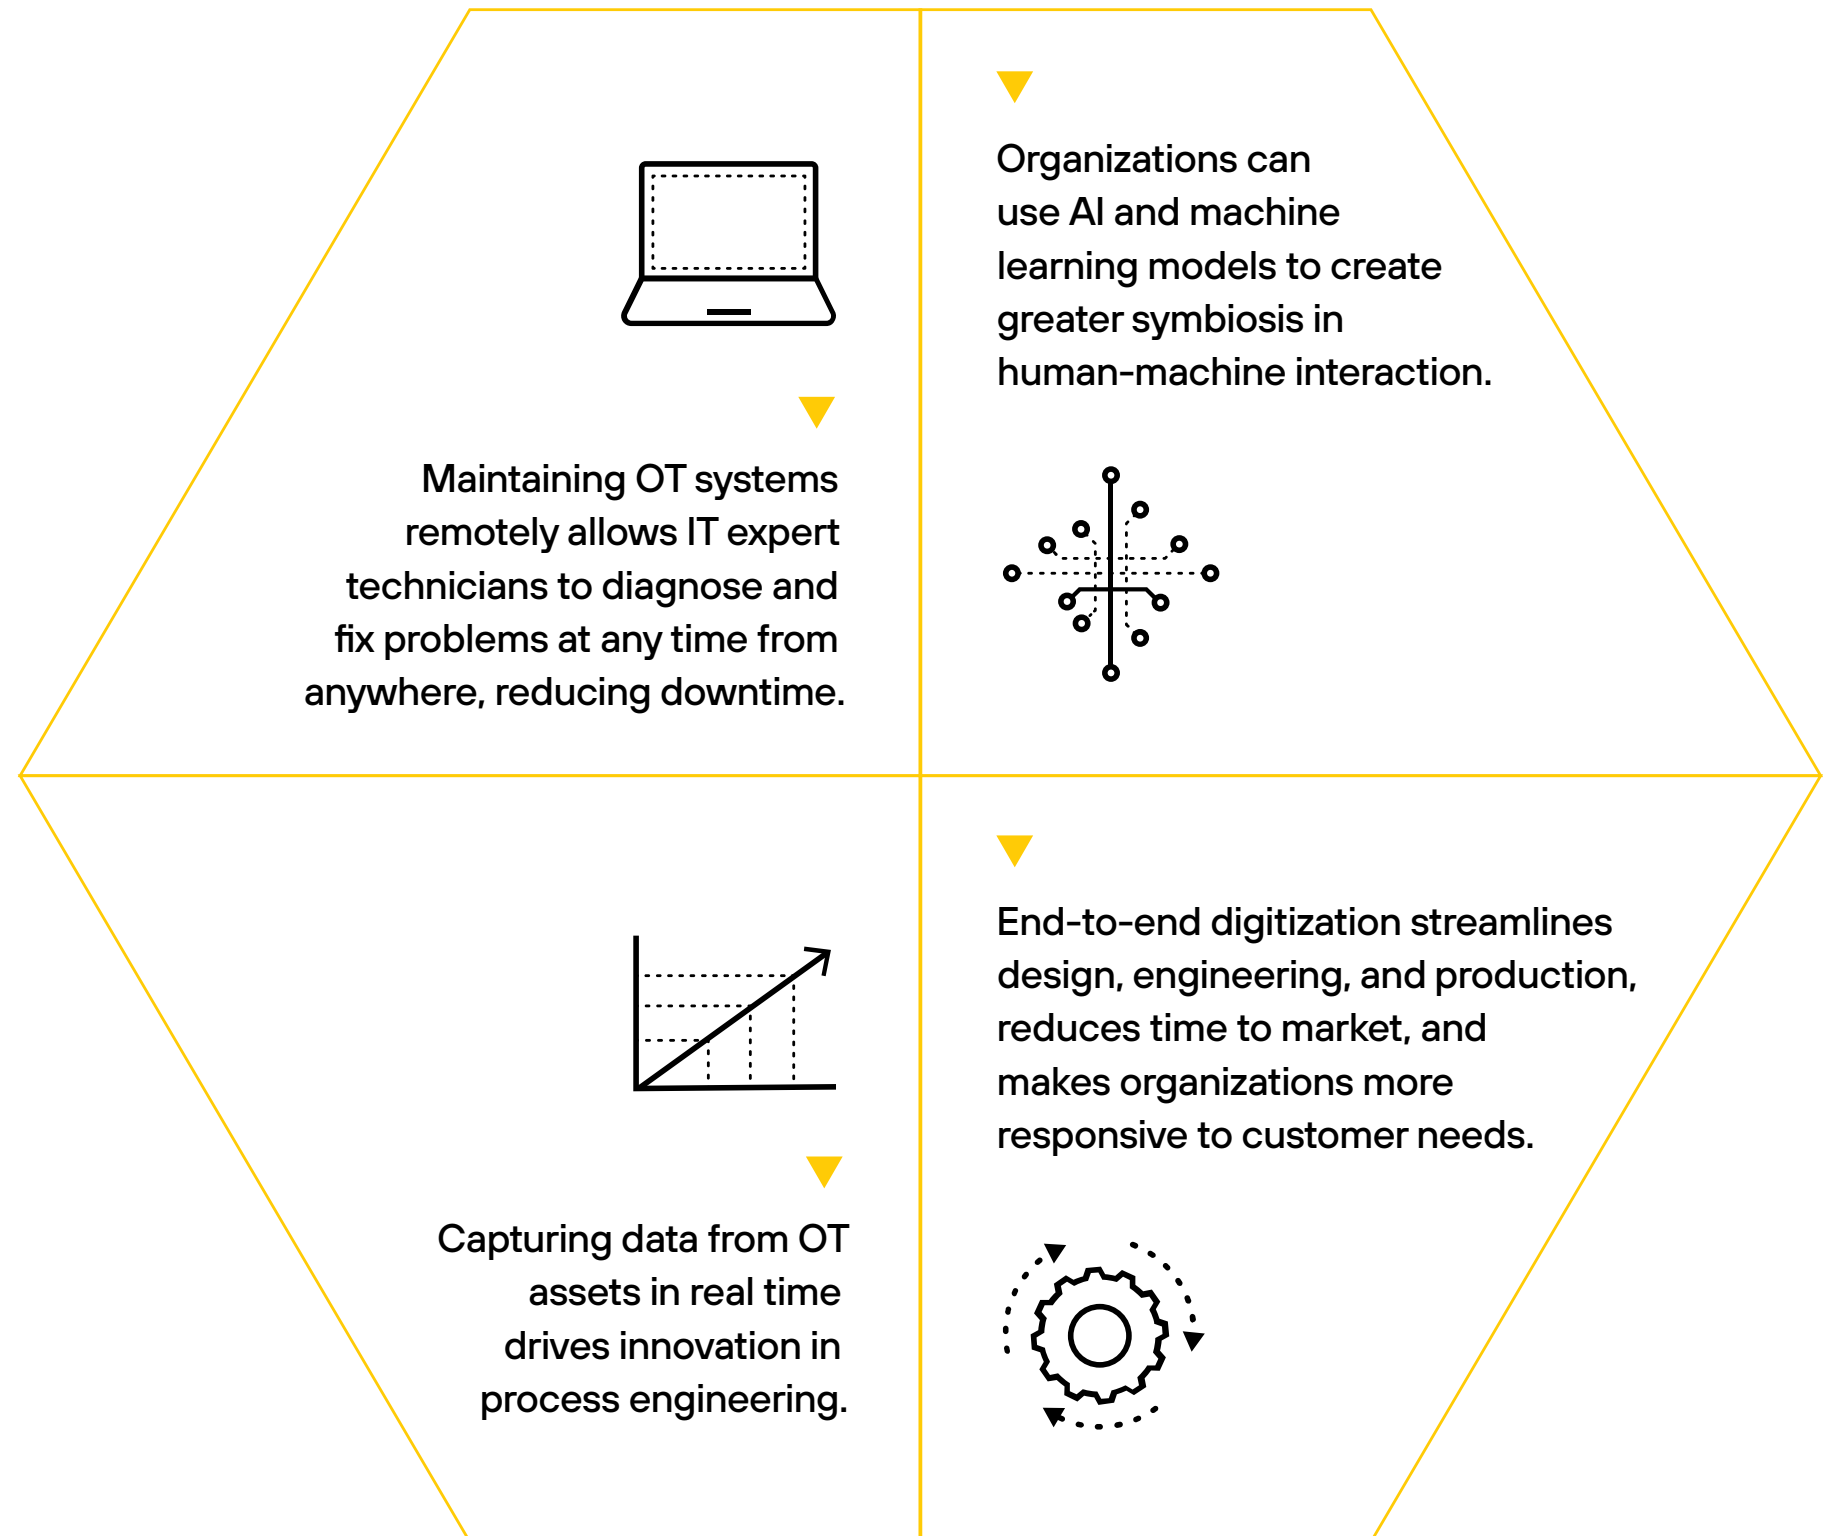 Maintaining OT systems
remotely allows IT expert
technicians to diagnose and
fix problems at any time from
anywhere, reducing downtime.
Organizations can
use AI and machine
learning models to create
greater symbiosis in
human-machine interaction.
Capturing data from OT
assets in real time
drives innovation in
process engineering.
End-to-end digitization streamlines
design, engineering, and production,
reduces time to market, and
makes organizations more
responsive to customer needs.